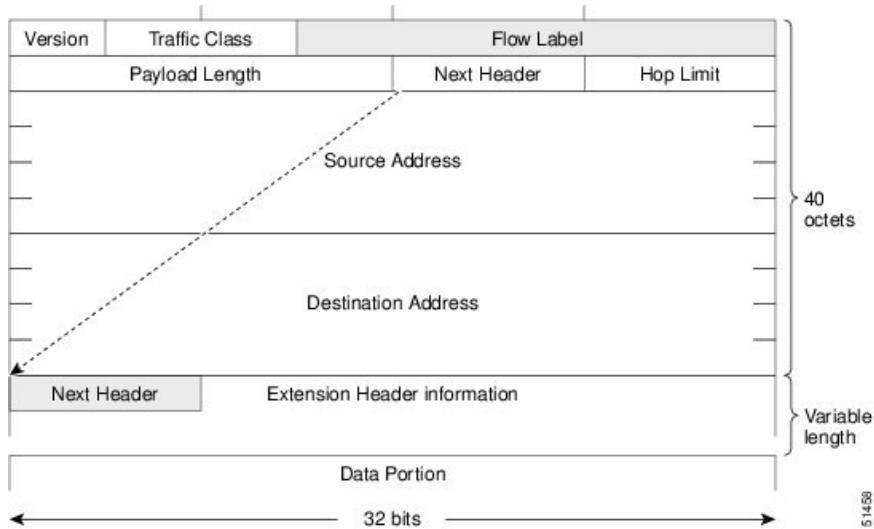 Version Traffic Class Flow Label
Payload Length Next Header Hop Limit
Source Address
40
octets
Destination Address
Next Header Extension Header information
Variable
length
Data Portion
32 bits
51458